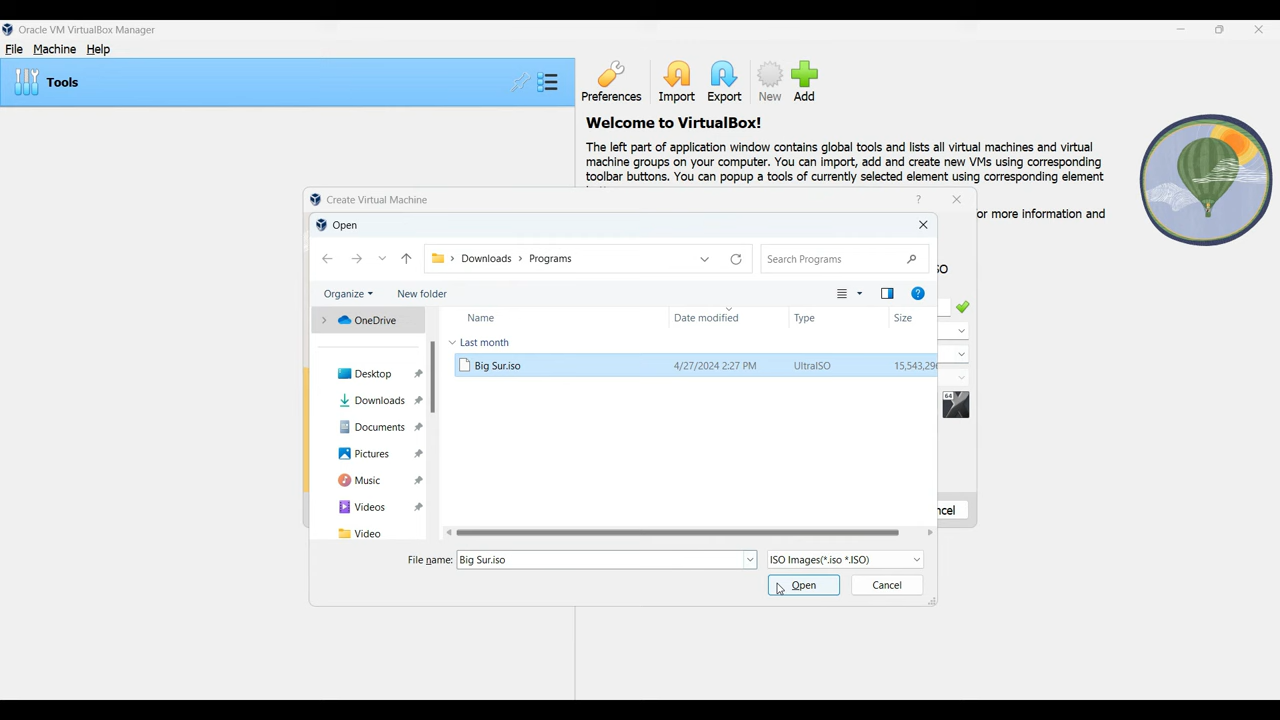 Oracle VM VirtualBox Manager
File Machine Help
Tools
Preferences Import Export New Add
Welcome to VirtualBox!
The left part of application window contains global tools and lists all virtual machines and virtual
machine groups on your computer. You can import, add and create new VMs using corresponding
toolbar buttons. You can popup a tools of currently selected element using corresponding element
or more information and
Create Virtual Machine ?
Open
Downloads > Programs
Search Programs
Organize New folder
Name Date modified Type Size
OneDrive
Last month
Big Sur.iso 4/27/2024 2:27 PM UltraISO 15,543,29
64
Desktop
Downloads
Documents
Pictures
Music
Videos
Video
ncel
File name: Big Sur.iso ISO Images(*.iso *.ISO)
Open Cancel